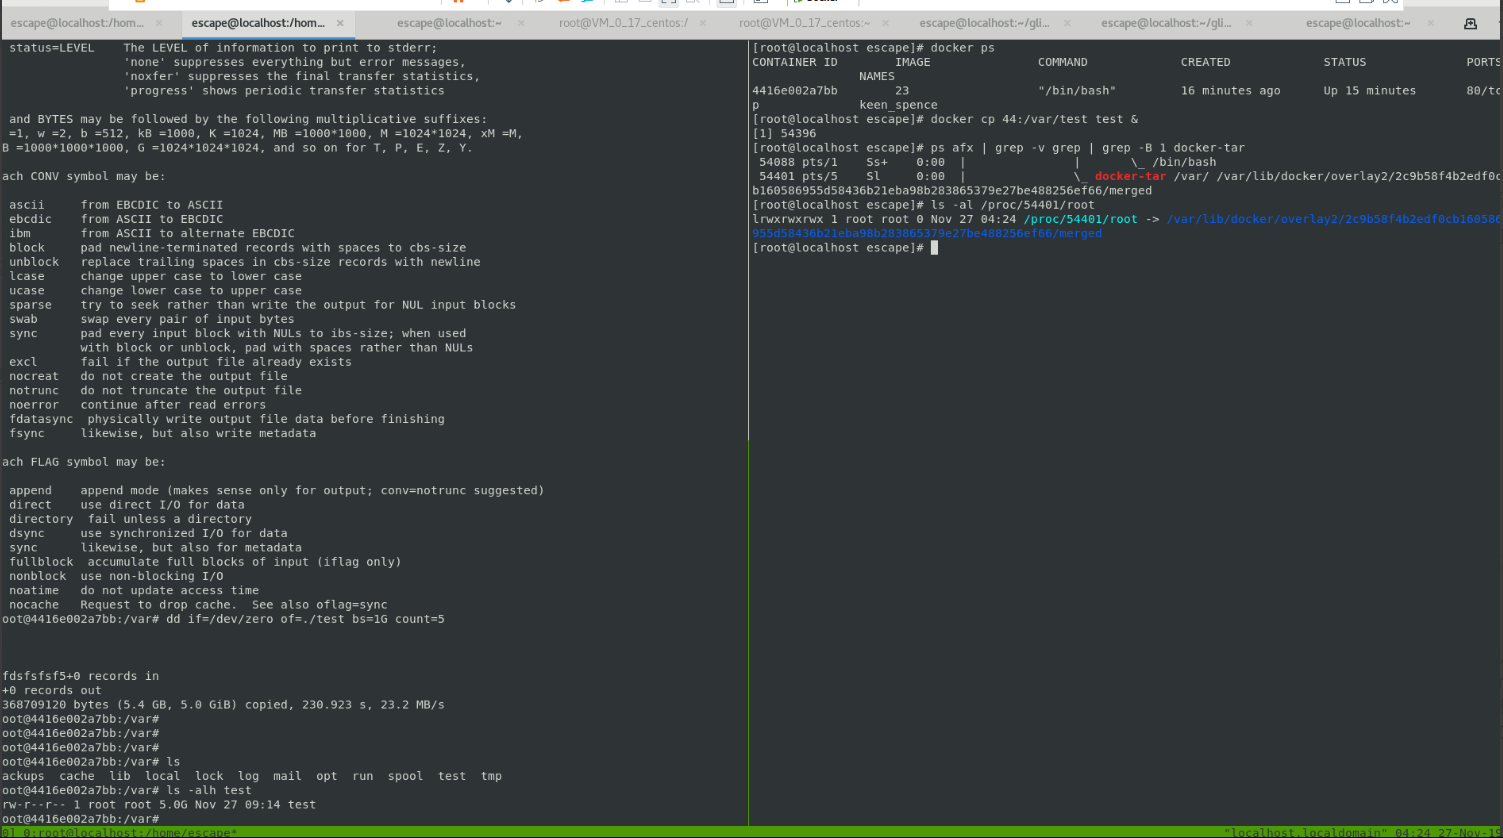 escape@localhost:/hom... × escape@localhost:/hom... × escape@localhost:~ × root@VM_0_17_centos:/ × root@VM_0_17_centos:~ × escape@localhost:~/gli... × escape@localhost:~/gli... × escape@localhost:~ ×
status=LEVEL    The LEVEL of information to print to stderr;
'none' suppresses everything but error messages,
'noxfer' suppresses the final transfer statistics,
'progress' shows periodic transfer statistics
and BYTES may be followed by the following multiplicative suffixes:
=1, w =2, b =512, kB =1000, K =1024, MB =1000*1000, M =1024*1024, xM =M,
B =1000*1000*1000, G =1024*1024*1024, and so on for T, P, E, Z, Y.
ach CONV symbol may be:
ascii     from EBCDIC to ASCII
ebcdic    from ASCII to EBCDIC
ibm       from ASCII to alternate EBCDIC
block     pad newline-terminated records with spaces to cbs-size
unblock   replace trailing spaces in cbs-size records with newline
lcase     change upper case to lower case
ucase     change lower case to upper case
sparse    try to seek rather than write the output for NUL input blocks
swab      swap every pair of input bytes
sync      pad every input block with NULs to ibs-size; when used
with block or unblock, pad with spaces rather than NULs
excl      fail if the output file already exists
nocreat   do not create the output file
notrunc   do not truncate the output file
noerror   continue after read errors
fdatasync  physically write output file data before finishing
fsync     likewise, but also write metadata
ach FLAG symbol may be:
append    append mode (makes sense only for output; conv=notrunc suggested)
direct    use direct I/O for data
directory  fail unless a directory
dsync     use synchronized I/O for data
sync      likewise, but also for metadata
fullblock  accumulate full blocks of input (iflag only)
nonblock  use non-blocking I/O
noatime   do not update access time
nocache   Request to drop cache.  See also oflag=sync
oot@4416e002a7bb:/var# dd if=/dev/zero of=./test bs=1G count=5
fdsfsfsf5+0 records in
+0 records out
368709120 bytes (5.4 GB, 5.0 GiB) copied, 230.923 s, 23.2 MB/s
oot@4416e002a7bb:/var#
oot@4416e002a7bb:/var#
oot@4416e002a7bb:/var#
oot@4416e002a7bb:/var# ls
ackups  cache  lib  local  lock  log  mail  opt  run  spool  test  tmp
oot@4416e002a7bb:/var# ls -alh test
rw-r--r-- 1 root root 5.0G Nov 27 09:14 test
oot@4416e002a7bb:/var#
[root@localhost escape]# docker ps
CONTAINER ID        IMAGE               COMMAND             CREATED             STATUS              PORTS
NAMES
4416e002a7bb        23                  "/bin/bash"         16 minutes ago      Up 15 minutes       80/tc
p              keen_spence
[root@localhost escape]# docker cp 44:/var/test test &
[1] 54396
[root@localhost escape]# ps afx | grep -v grep | grep -B 1 docker-tar
54088 pts/1    Ss+    0:00  |               |       \_ /bin/bash
54401 pts/5    Sl     0:00  |               \_ docker-tar /var/ /var/lib/docker/overlay2/2c9b58f4b2edf0c
b160586955d58436b21eba98b283865379e27be488256ef66/merged
[root@localhost escape]# ls -al /proc/54401/root
lrwxrwxrwx 1 root root 0 Nov 27 04:24 /proc/54401/root -> /var/lib/docker/overlay2/2c9b58f4b2edf0cb160586
955d58436b21eba98b283865379e27be488256ef66/merged
[root@localhost escape]#
0] 0:root@localhost:/home/escape* "localhost.localdomain" 04:24 27-Nov-19